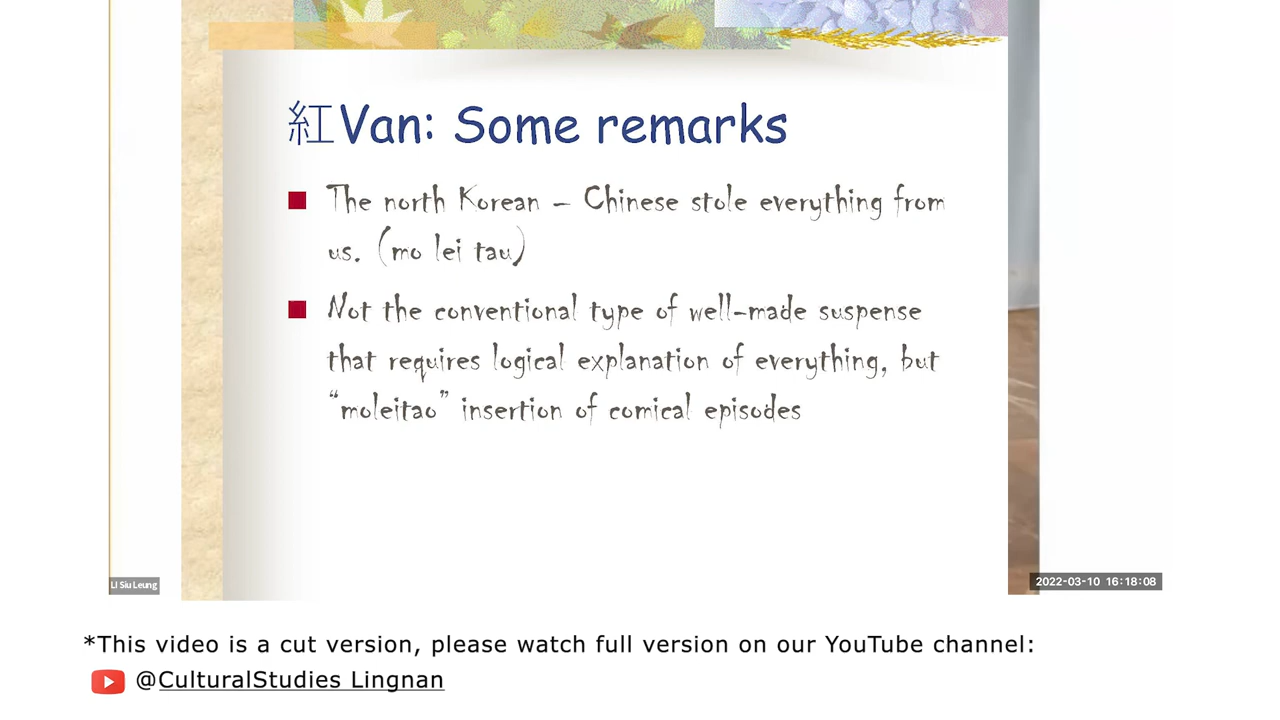 紅Van: Some remarks
The north Korean – Chinese stole everything from
us. (mo lei tau)
Not the conventional type of well-made suspense
that requires logical explanation of everything, but
“moleitao” insertion of comical episodes
LI Siu Leung
2022-03-10 16:18:08
*This video is a cut version, please watch full version on our YouTube channel:
@CulturalStudies Lingnan